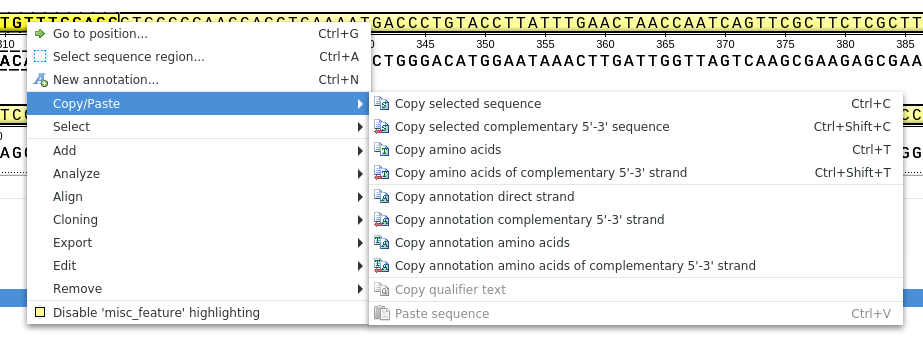 GACCCTGTACCTTATTTGAACTAACCAATCAGTTCGCTTCTCGCTT
310 345 350 355 360 365 370 375 380 385
ACA CTGGGACATGGAATAAACTTGATTGGTTAGTCAAGCGAAGAGCGAA
Go to position... Ctrl+G
Select sequence region... Ctrl+A
New annotation... Ctrl+N
Copy/Paste
Select
Add
Analyze
Align
Cloning
Export
Edit
Remove
Disable 'misc_feature' highlighting
Copy selected sequence Ctrl+C
Copy selected complementary 5'-3' sequence Ctrl+Shift+C
Copy amino acids Ctrl+T
Copy amino acids of complementary 5'-3' strand Ctrl+Shift+T
Copy annotation direct strand
Copy annotation complementary 5'-3' strand
Copy annotation amino acids
Copy annotation amino acids of complementary 5'-3' strand
Copy qualifier text
Paste sequence Ctrl+V
TC CC
AG GG